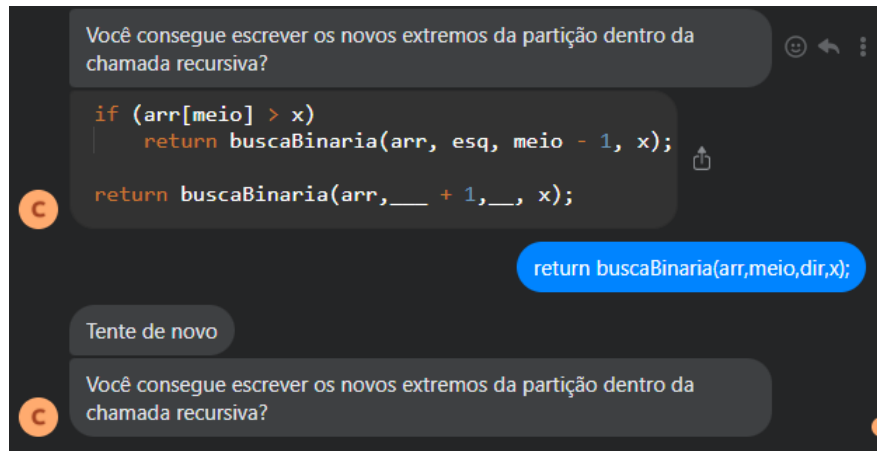 Você consegue escrever os novos extremos da partição dentro da
chamada recursiva?
if (arr[meio] > x)
return buscaBinaria(arr, esq, meio - 1, x);
return buscaBinaria(arr,___ + 1,__, x);
C
return buscaBinaria(arr,meio,dir,x);
Tente de novo
Você consegue escrever os novos extremos da partição dentro da
chamada recursiva?
C